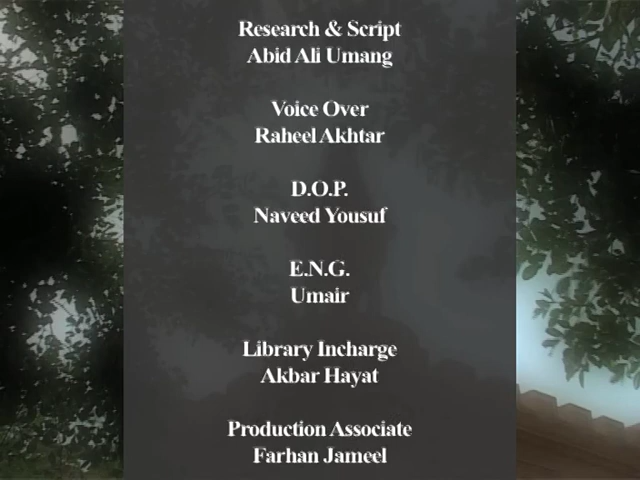 Research & Script
Abid Ali Umang
Voice Over
Raheel Akhtar
D.O.P.
Naveed Yousuf
E.N.G.
Umair
Library Incharge
Akbar Hayat
Production Associate
Farhan Jameel